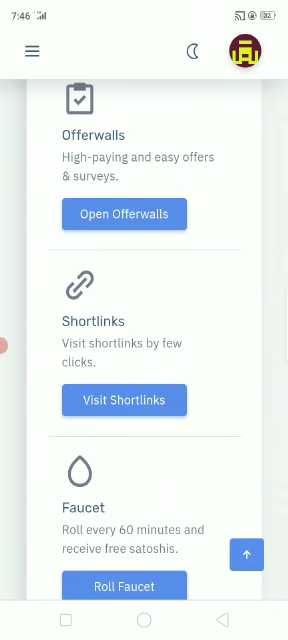 7:46
82
Offerwalls
High-paying and easy offers
& surveys.
Open Offerwalls
Shortlinks
Visit shortlinks by few
clicks.
Visit Shortlinks
Faucet
Roll every 60 minutes and
receive free satoshis.
Roll Faucet